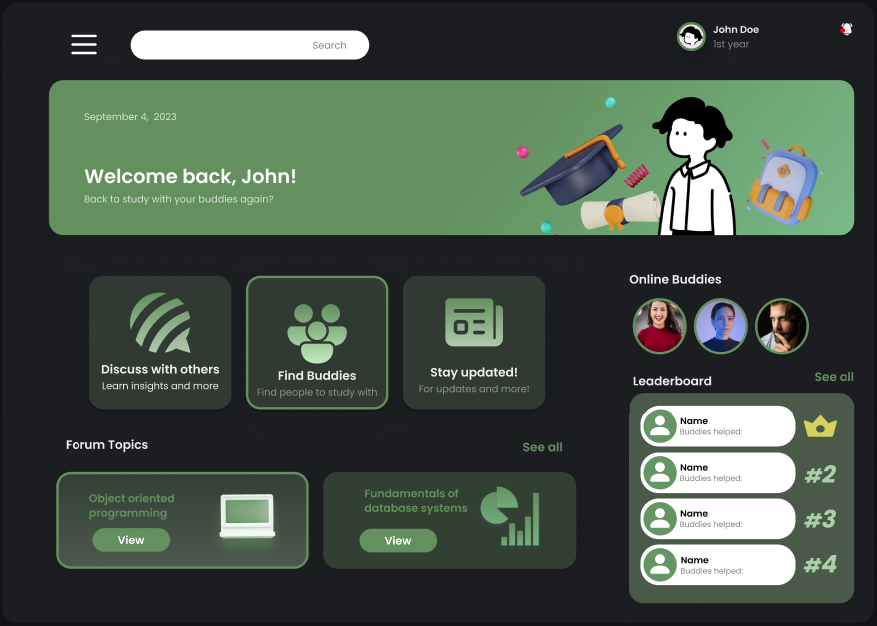 Search
John Doe
1st year
September 4, 2023
Welcome back, John!
Back to study with your buddies again?
Discuss with others
Learn insights and more
Find Buddies
Find people to study with
Stay updated!
For updates and more!
Online Buddies
See all
Leaderboard
Name
Buddies helped:
Name
Buddies helped:
#2
Name
Buddies helped:
#3
Name
Buddies helped:
#4
Forum Topics
See all
Object oriented
programming
View
Fundamentals of
database systems
View